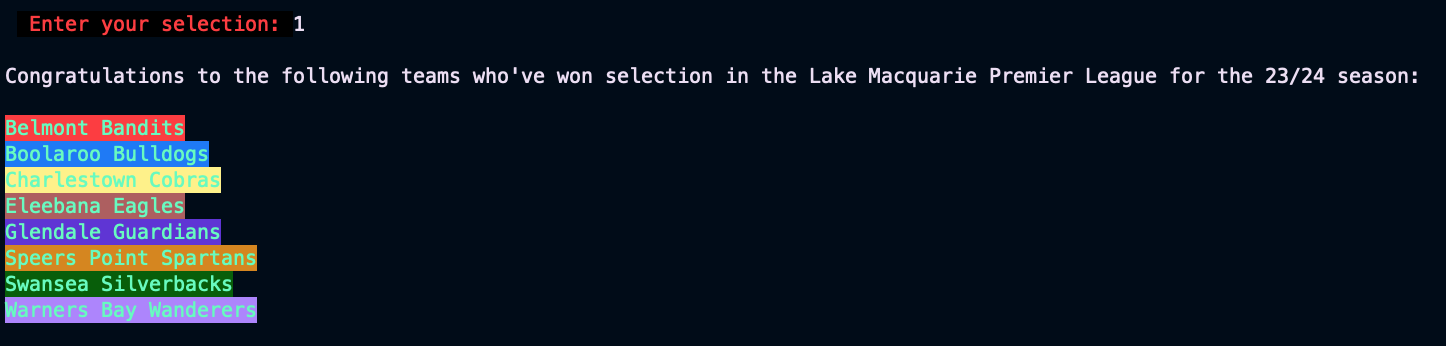 Enter your selection: 1
Congratulations to the following teams who've won selection in the Lake Macquarie Premier League for the 23/24 season:
Belmont Bandits
Boolaroo Bulldogs
Charlestown Cobras
Eleebana Eagles
Glendale Guardians
Speers Point Spartans
Swansea Silverbacks
Warners Bay Wanderers